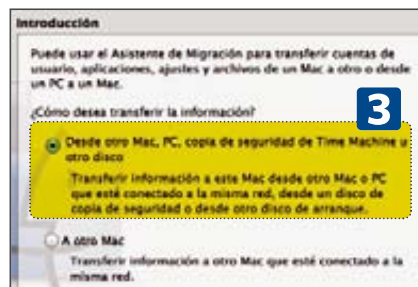 Introducción
Puede usar el Asistente de Migración para transferir cuentas de
usuario, aplicaciones, ajustes y archivos de un Mac a otro o desde
un PC a un Mac.
¿Cómo desea transferir la información?
3
Desde otro Mac, PC, copia de seguridad de Time Machine u
otro disco
Transferir información a este Mac desde otro Mac o PC
que esté conectado a la misma red, desde un disco de
copia de seguridad o desde otro disco de arranque.
A otro Mac
Transferir información a otro Mac que esté conectado a la
misma red.